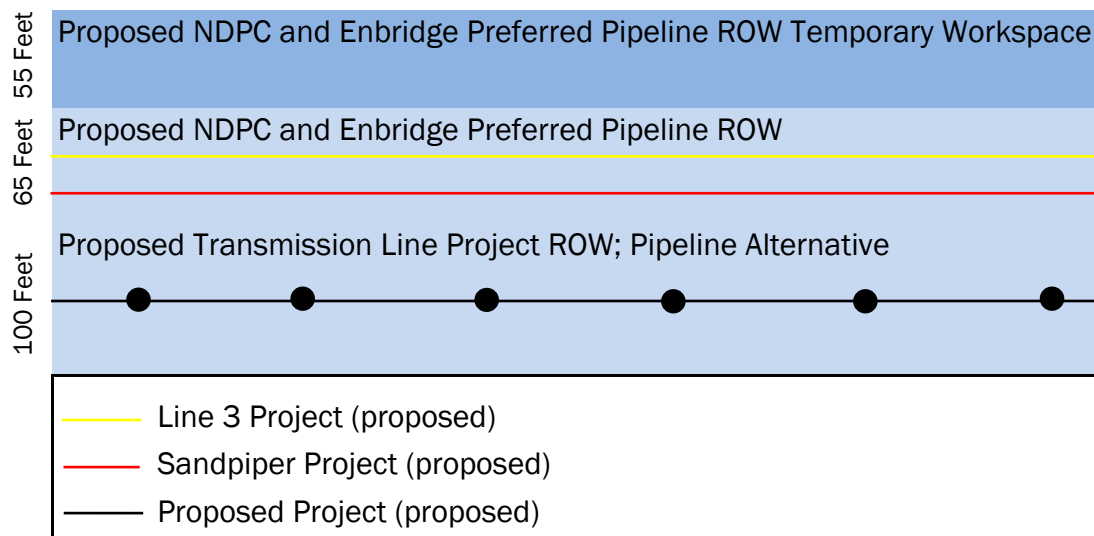 55 Feet
Proposed NDPC and Enbridge Preferred Pipeline ROW Temporary Workspace
65 Feet
Proposed NDPC and Enbridge Preferred Pipeline ROW
100 Feet
Proposed Transmission Line Project ROW; Pipeline Alternative
Line 3 Project (proposed)
Sandpiper Project (proposed)
Proposed Project (proposed)